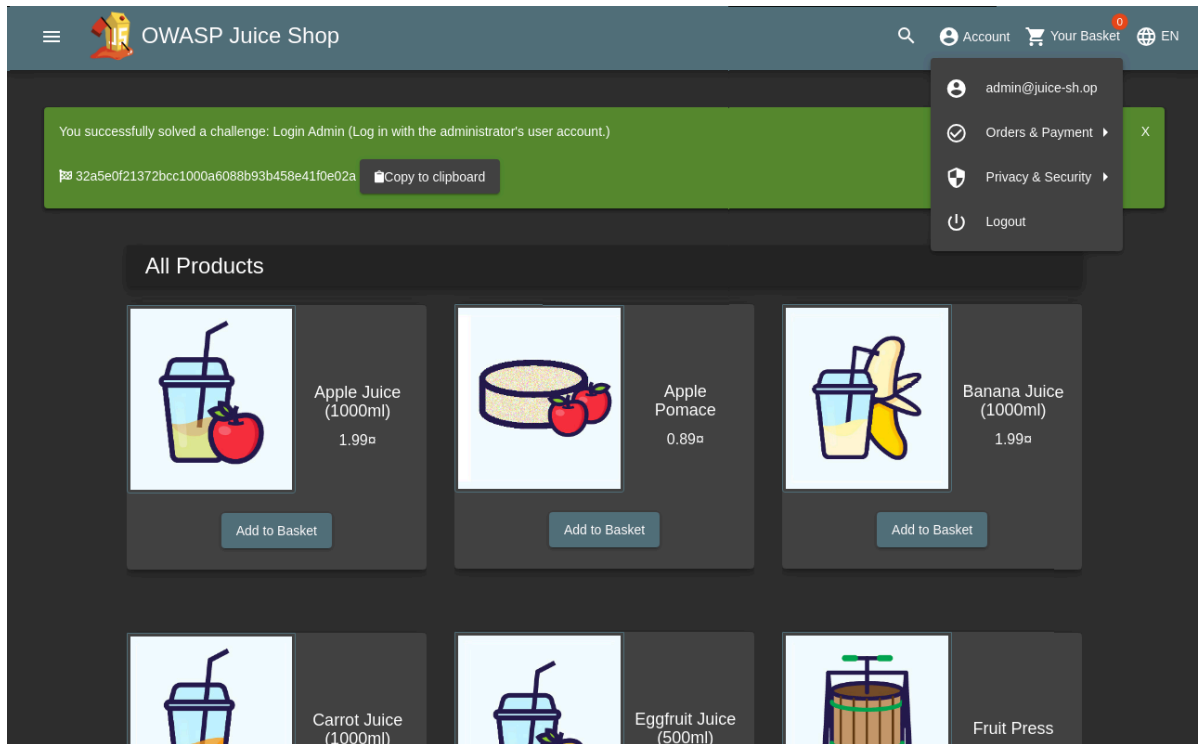 OWASP Juice Shop
Account
0
Your Basket
EN
admin@juice-sh.op
Orders & Payment
Privacy & Security
Logout
You successfully solved a challenge: Login Admin (Log in with the administrator's user account.)
X
32a5e0f21372bcc1000a6088b93b458e41f0e02a
Copy to clipboard
All Products
Apple Juice
(1000ml)
1.99¤
Add to Basket
Apple
Pomace
0.89¤
Add to Basket
Banana Juice
(1000ml)
1.99¤
Add to Basket
Carrot Juice
(1000ml)
Eggfruit Juice
(500ml)
Fruit Press